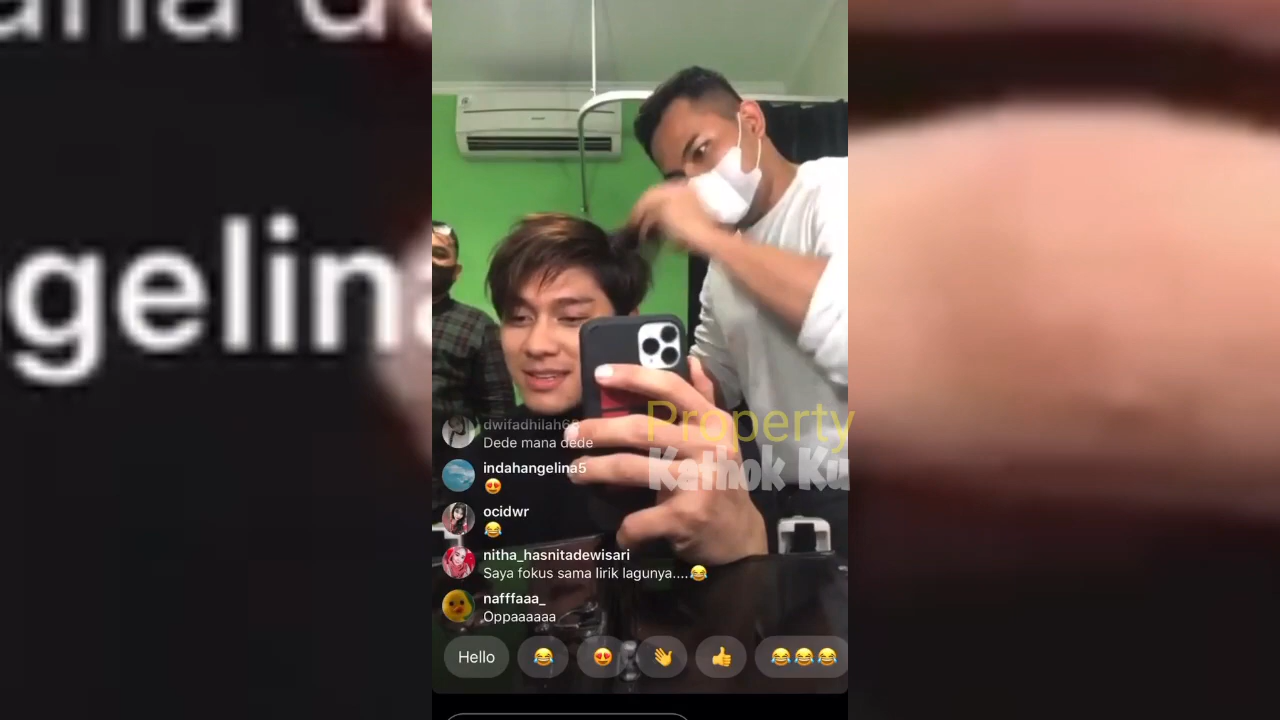 dwifadhilah6
Dede mana dede
indahangelina5
😍
ocidwr
😂
nitha_hasnitadewisari
Saya fokus sama lirik lagunya....😂
nafffaaa_
Oppaaaaaa
Property
Kathok Ku
Hello
😂
😍
👋
👍
😂😂😂
gelin